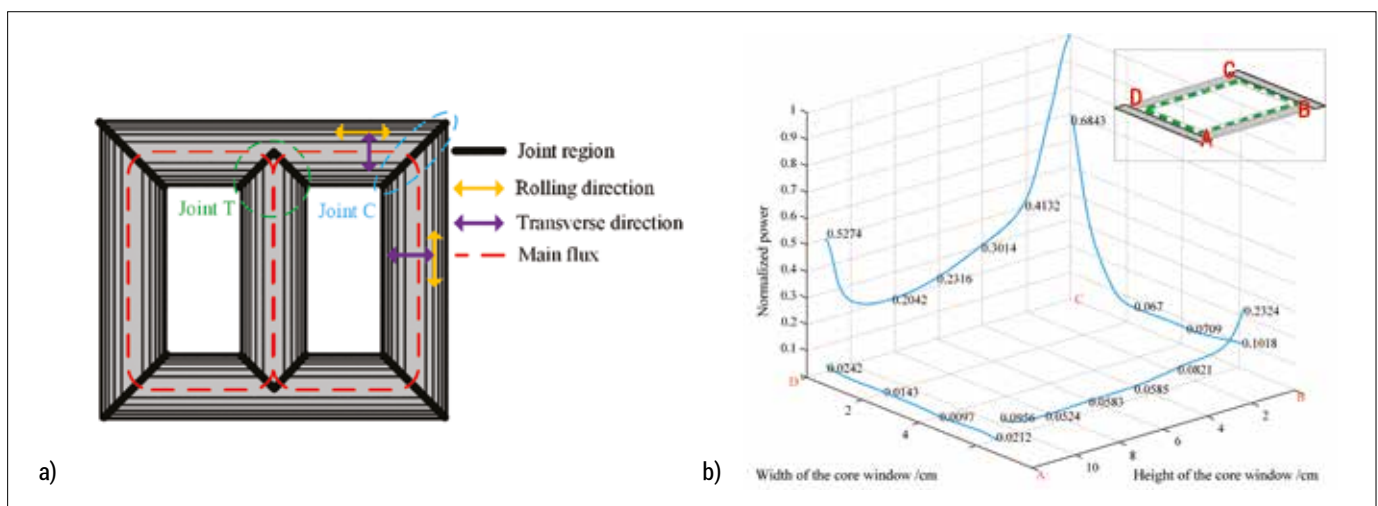 Joint region
Rolling direction
Transverse direction
Main flux
Joint T
Joint C
a)
b)
Normalized power
1
0.9
0.8
0.7
0.6
0.5
0.4
0.3
0.2
0.1
0.5274
0.2042
0.2316
0.3014
0.4132
0.6843
0.067
0.0709
0.1018
0.2324
0.0821
0.0585
0.0583
0.0524
0.0956
0.0242
0.0143
0.0097
0.0212
D
C
B
A
2
4
10
8
6
4
2
Width of the core window /cm
Height of the core window /cm
C
D
B
A